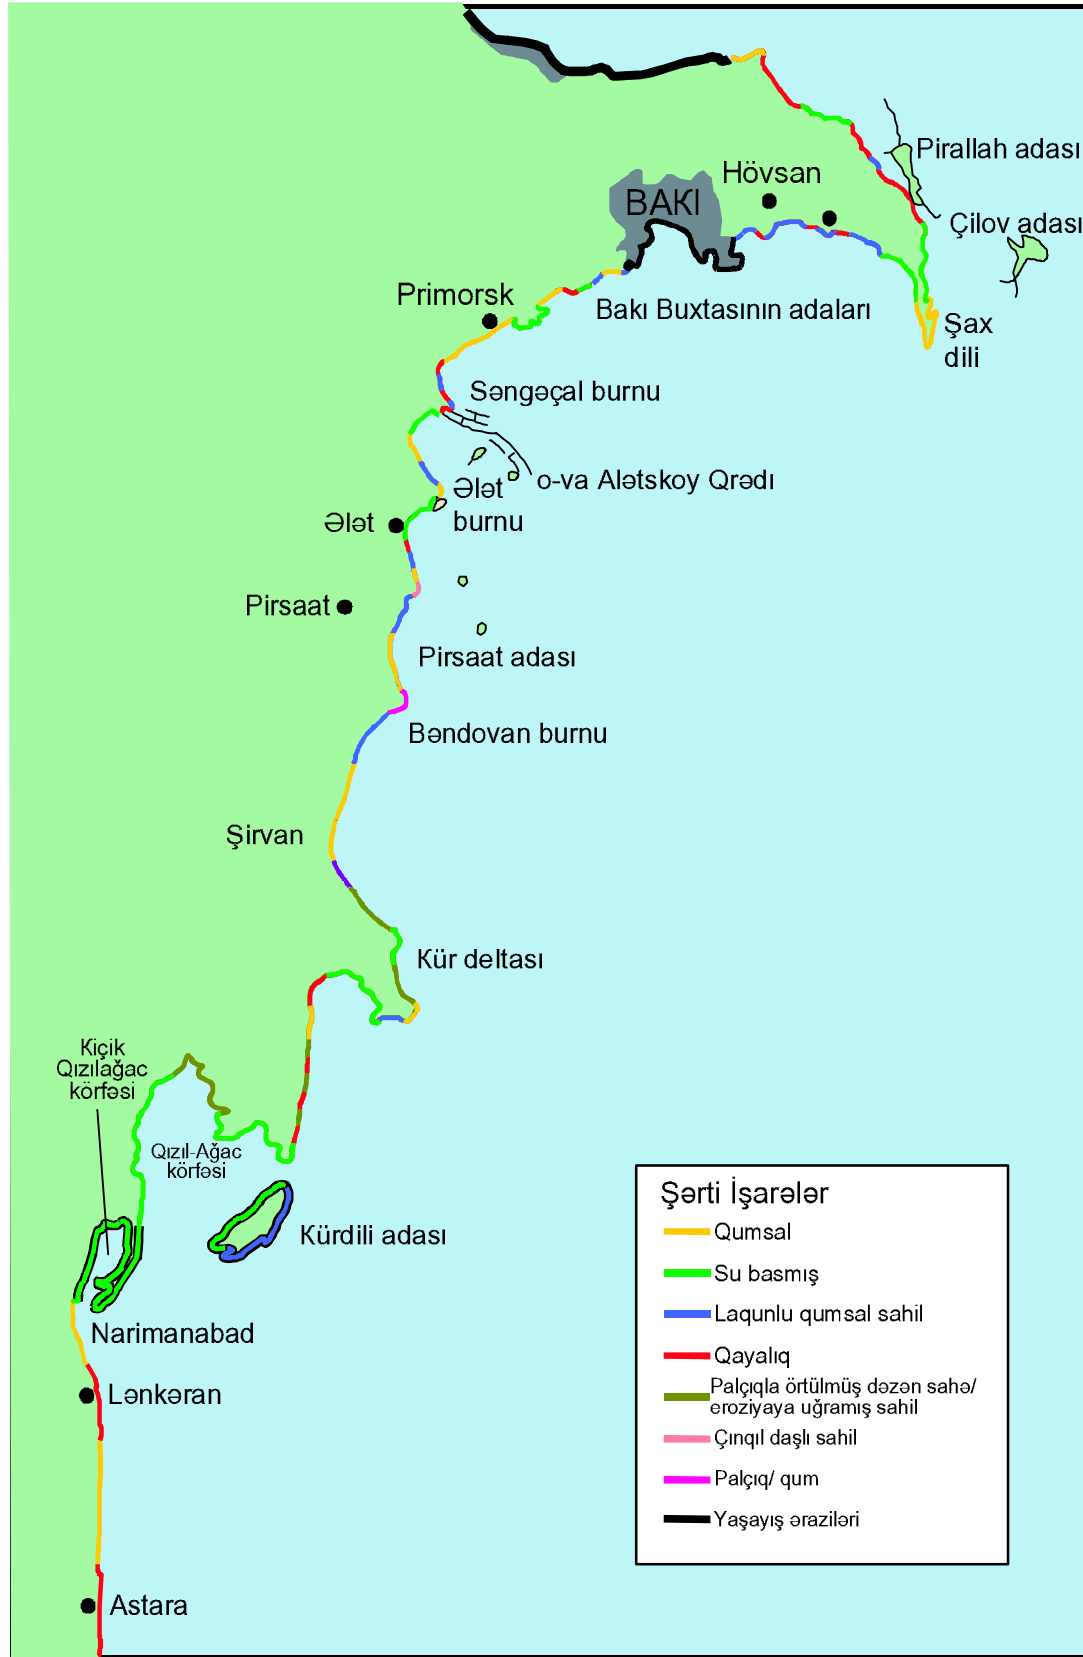 Pirallah adası
Hövsan
BAKI
Çilov adası
Primorsk
Bakı Buxtasının adaları
Şax
dili
Səngəçal burnu
o-va Alətskoy Qrədı
Ələt
burnu
Ələt
Pirsaat
Pirsaat adası
Bəndovan burnu
Şirvan
Kür deltası
Kiçik
Qızılağac
körfəsi
Qızıl-Ağac
körfəsi
Kürdili adası
Narimanabad
Lənkəran
Astara
Şərti İşarələr
Qumsal
Su basmış
Laqunlu qumsal sahil
Qayalıq
Palçıqla örtülmüş dəzən sahə/
eroziyaya uğramış sahil
Çınqıl daşlı sahil
Palçıq/ qum
Yaşayış əraziləri